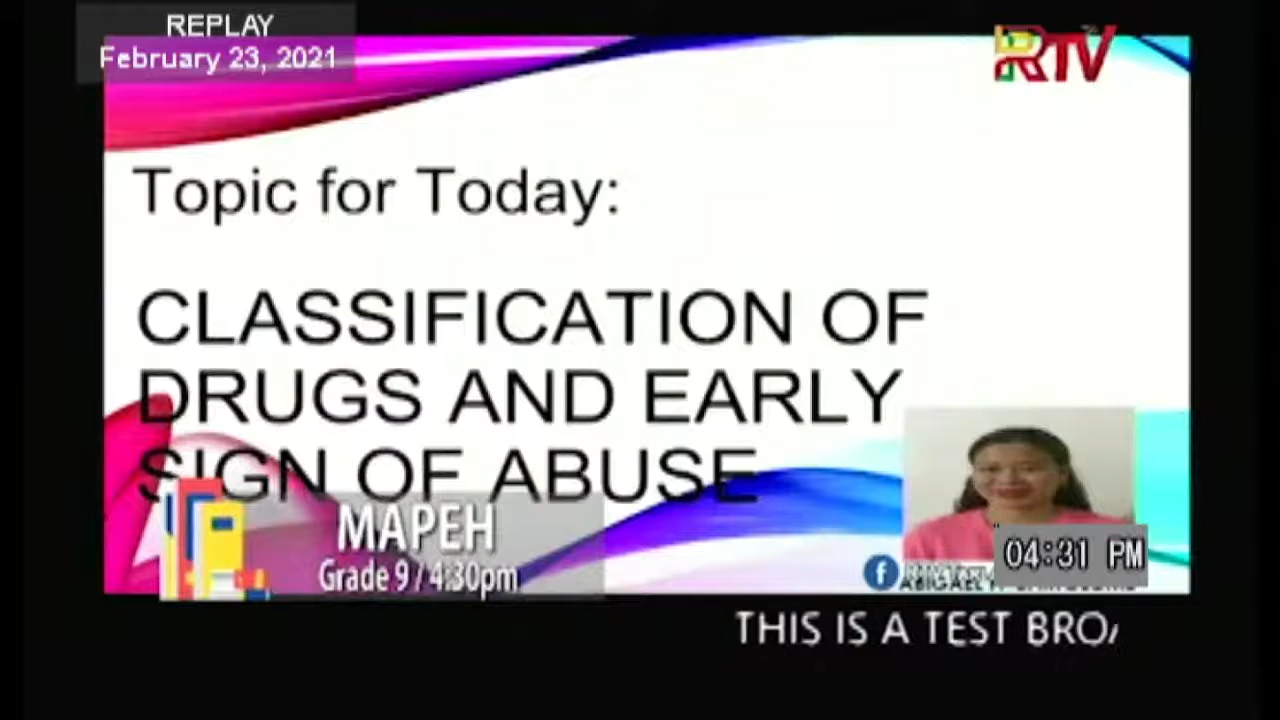 REPLAY
February 23, 2021
RTV
Topic for Today:
CLASSIFICATION OF
DRUGS AND EARLY
SIGN OF ABUSE
MAPEH
Grade 9 / 4:30pm
04:31 PM
THIS IS A TEST BRO